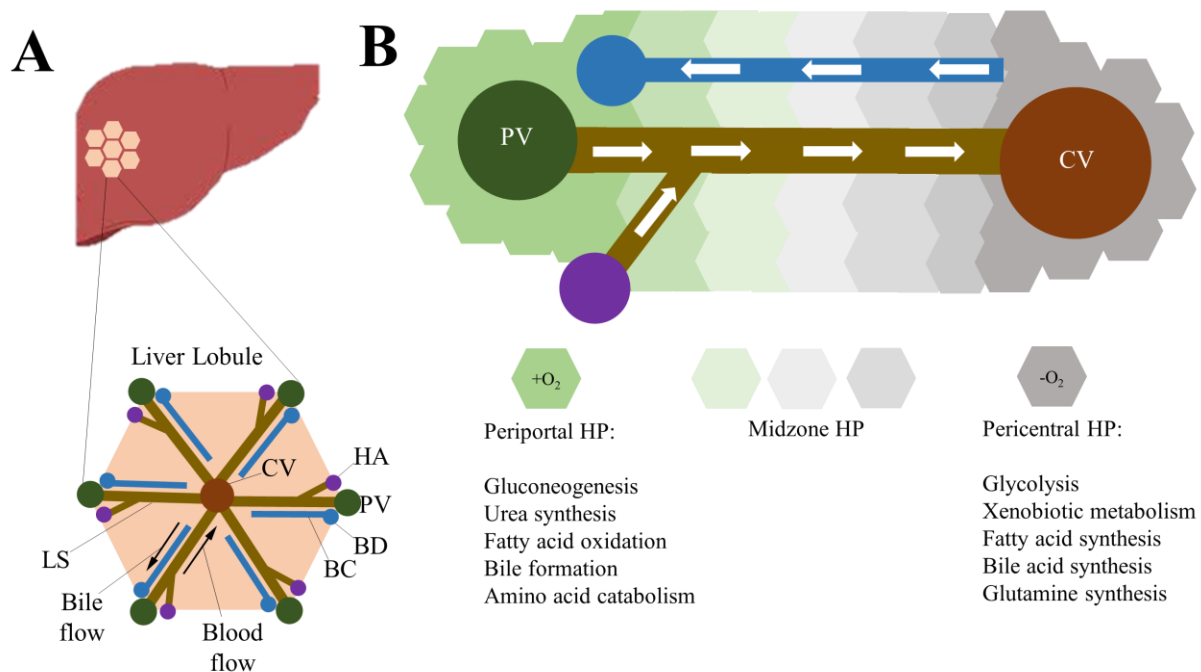 A
Liver Lobule
CV
HA
PV
BD
BC
LS
Bile
flow
Blood
flow
B
PV
CV
+O₂
-O₂
Periportal HP:
Gluconeogenesis
Urea synthesis
Fatty acid oxidation
Bile formation
Amino acid catabolism
Midzone HP
Pericentral HP:
Glycolysis
Xenobiotic metabolism
Fatty acid synthesis
Bile acid synthesis
Glutamine synthesis